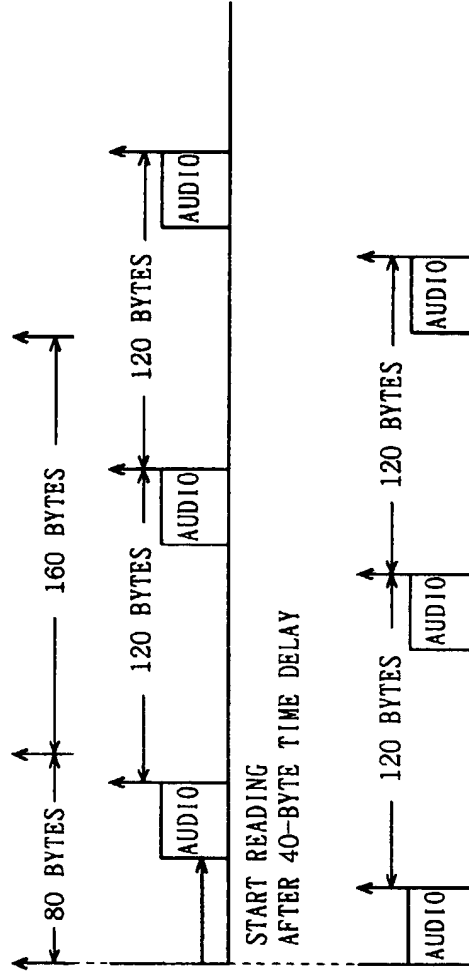 80 BYTES
160 BYTES
AUDIO
120 BYTES
AUDIO
120 BYTES
AUDIO
START READING
AFTER 40-BYTE TIME DELAY
AUDIO
120 BYTES
AUDIO
120 BYTES
AUDIO